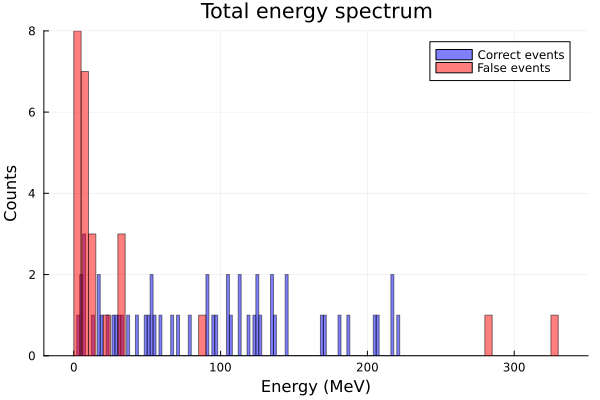 Total energy spectrum
Correct events
False events
8
6
4
2
0
Counts
0 100 200 300
Energy (MeV)